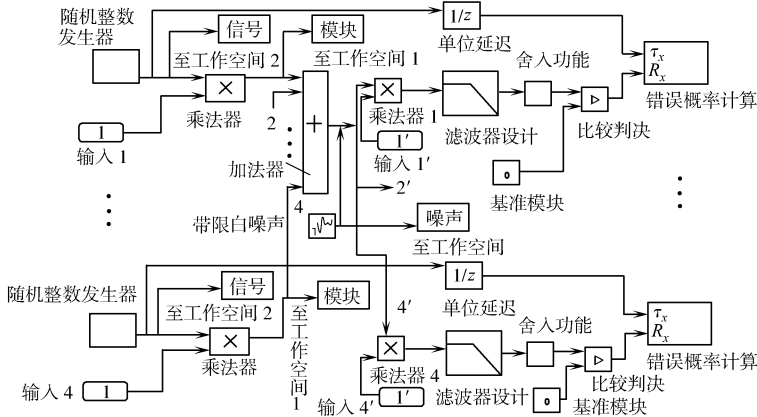 随机整数
发生器
信号
模块
1/z
单位延迟
至工作空间 2
至工作空间 1
舍入功能
τx
Rx
错误概率计算
×
乘法器
+
×
乘法器 1
滤波器设计
比较判决
1
输入 1
2
加法器
1′
输入 1′
2′
0
基准模块
4
带限白噪声
噪声
至工作空间
随机整数发生器
信号
模块
1/z
单位延迟
至工作空间 2
至工作空间 1
4′
舍入功能
τx
Rx
错误概率计算
×
乘法器
×
乘法器 4
滤波器设计
比较判决
1
输入 4
1′
输入 4′
0
基准模块